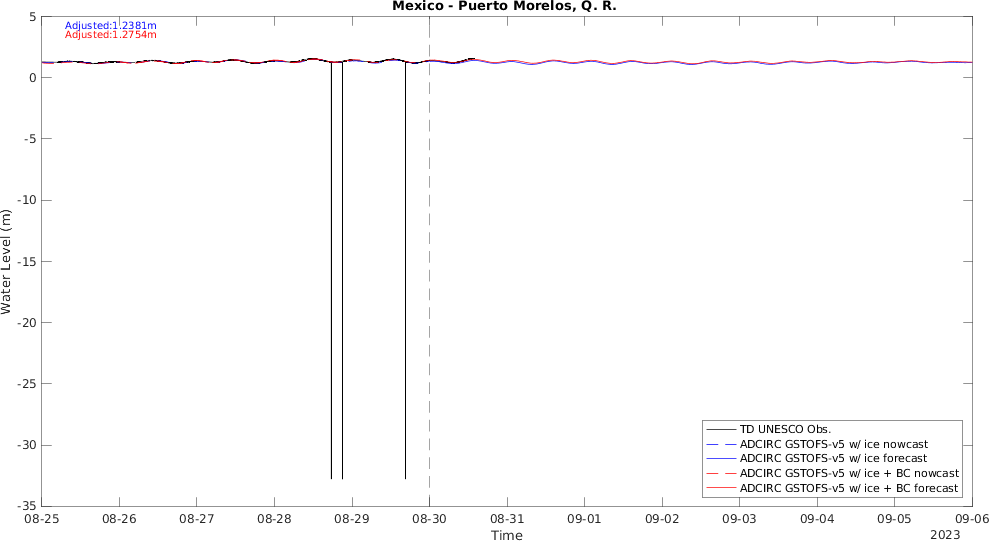 Mexico - Puerto Morelos, Q. R.
Adjusted:1.2381m
Adjusted:1.2754m
5
0
-5
-10
-15
-20
-25
-30
-35
Water Level (m)
TD UNESCO Obs.
ADCIRC GSTOFS-v5 w/ ice nowcast
ADCIRC GSTOFS-v5 w/ ice forecast
ADCIRC GSTOFS-v5 w/ ice + BC nowcast
ADCIRC GSTOFS-v5 w/ ice + BC forecast
08-25 08-26 08-27 08-28 08-29 08-30 08-31 09-01 09-02 09-03 09-04 09-05 09-06
Time
2023